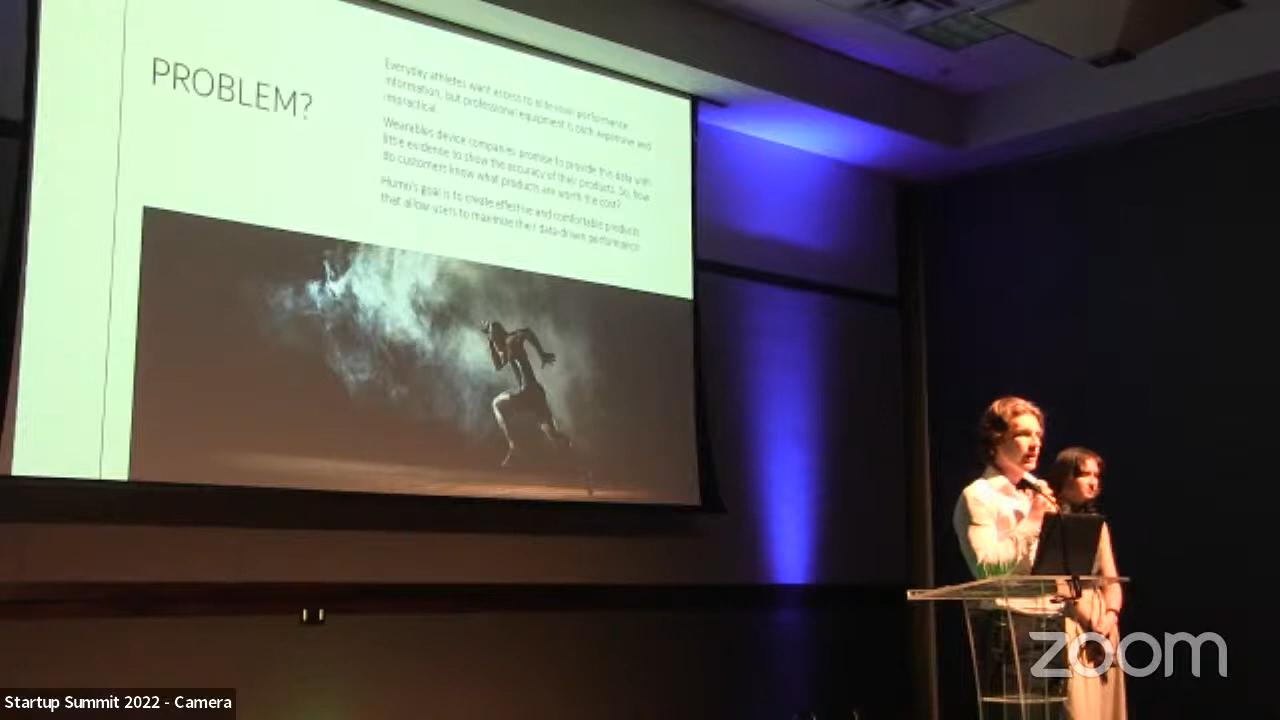 PROBLEM?
Everyday athletes want access to elite-level performance
information, but professional equipment is both expensive and
impractical.
Wearables device companies promise to provide this data with
little evidence to show the accuracy of their products. So, how
do customers know what products are worth the cost?
Humo's goal is to create effective and comfortable products
that allow users to maximize their data-driven performance
zoom
Startup Summit 2022 - Camera